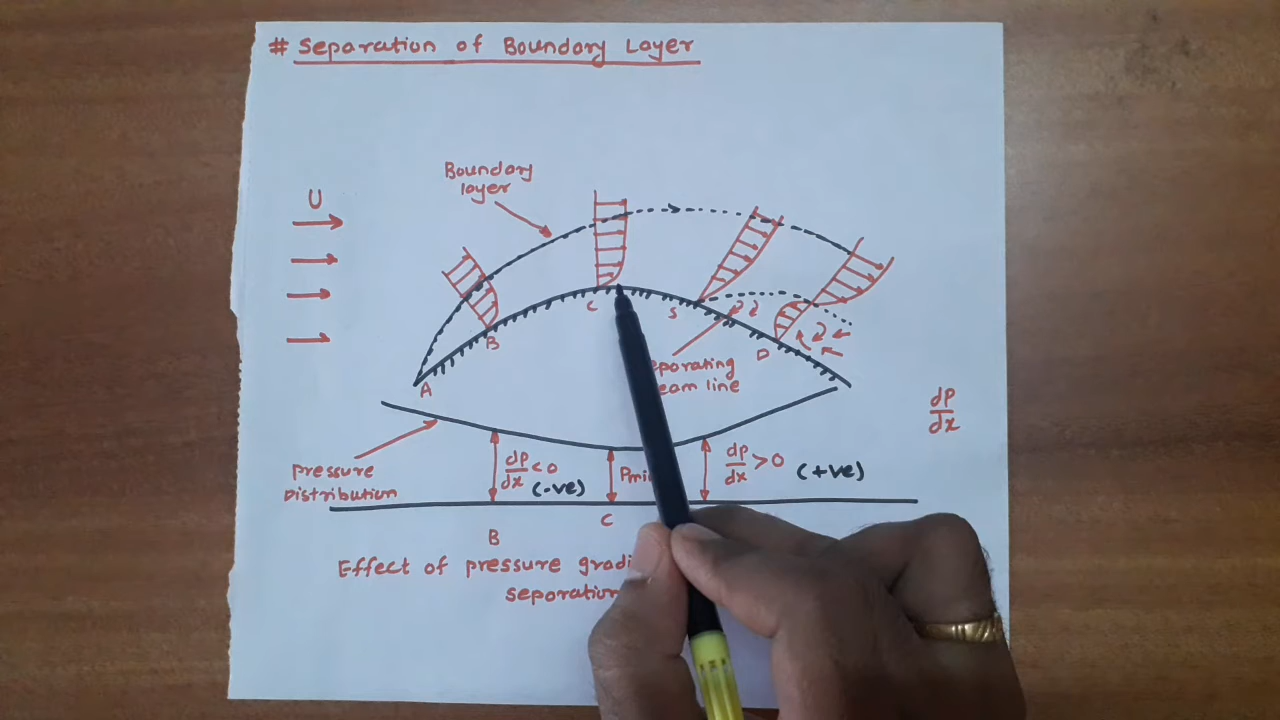 # Separation of Boundary Layer
Boundary
layer
U
B
C
S
D
A
line
dP/dx
Pressure
Distribution
dP/dx < 0
(-ve)
dP/dx > 0
(+ve)
B
C
Effect of pressure